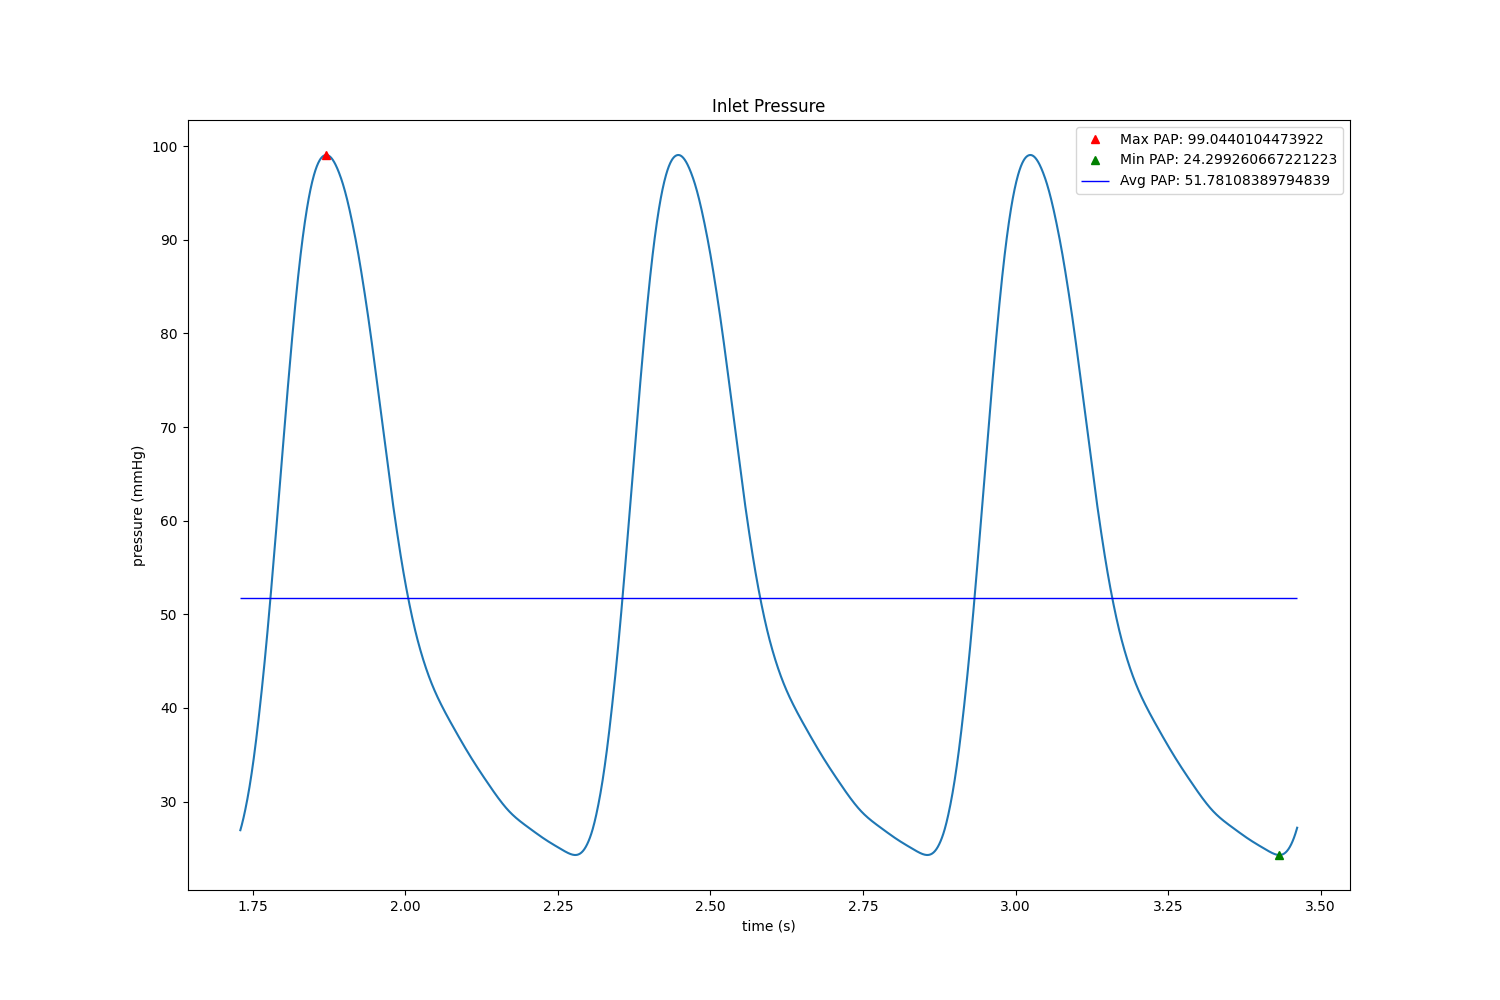 Inlet Pressure
Max PAP: 99.0440104473922
Min PAP: 24.299260667221223
Avg PAP: 51.78108389794839
pressure (mmHg)
100
90
80
70
60
50
40
30
1.75 2.00 2.25 2.50 2.75 3.00 3.25 3.50
time (s)